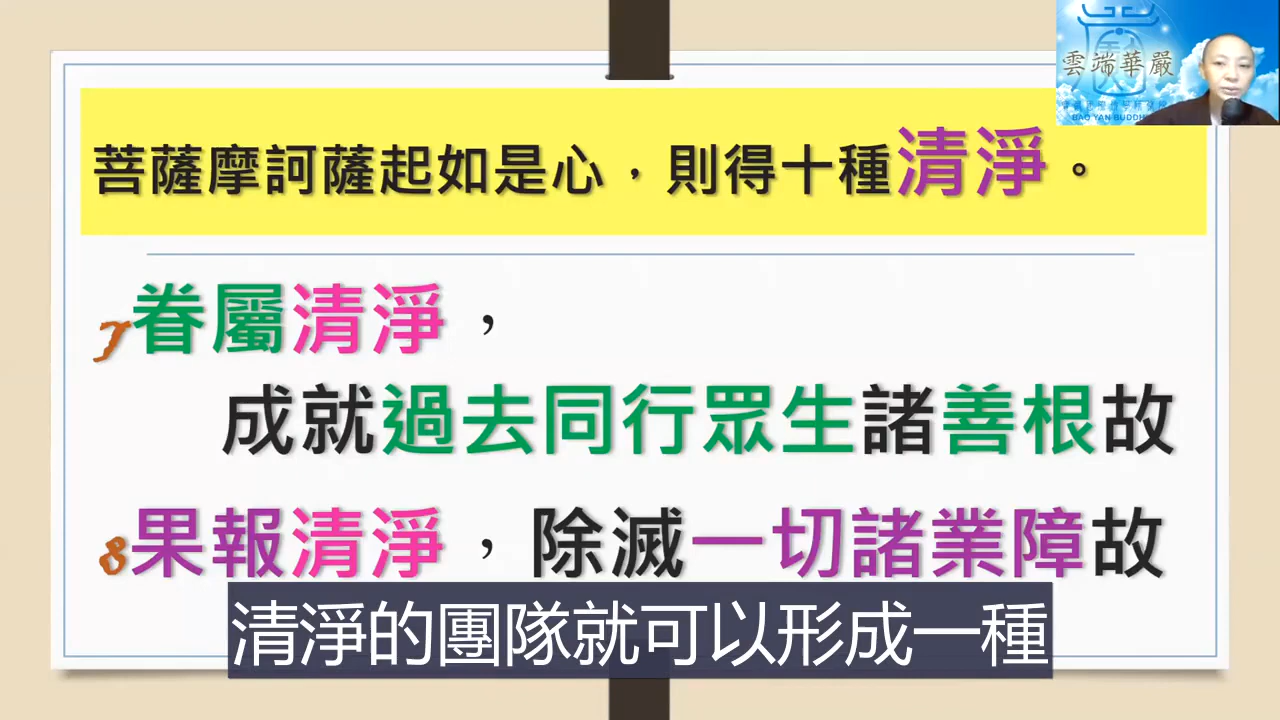 雲端華嚴
菩薩摩訶薩起如是心，則得十種清淨。
7眷屬清淨，
成就過去同行眾生諸善根故
8果報清淨，除滅一切諸業障故
清淨的團隊就可以形成一種